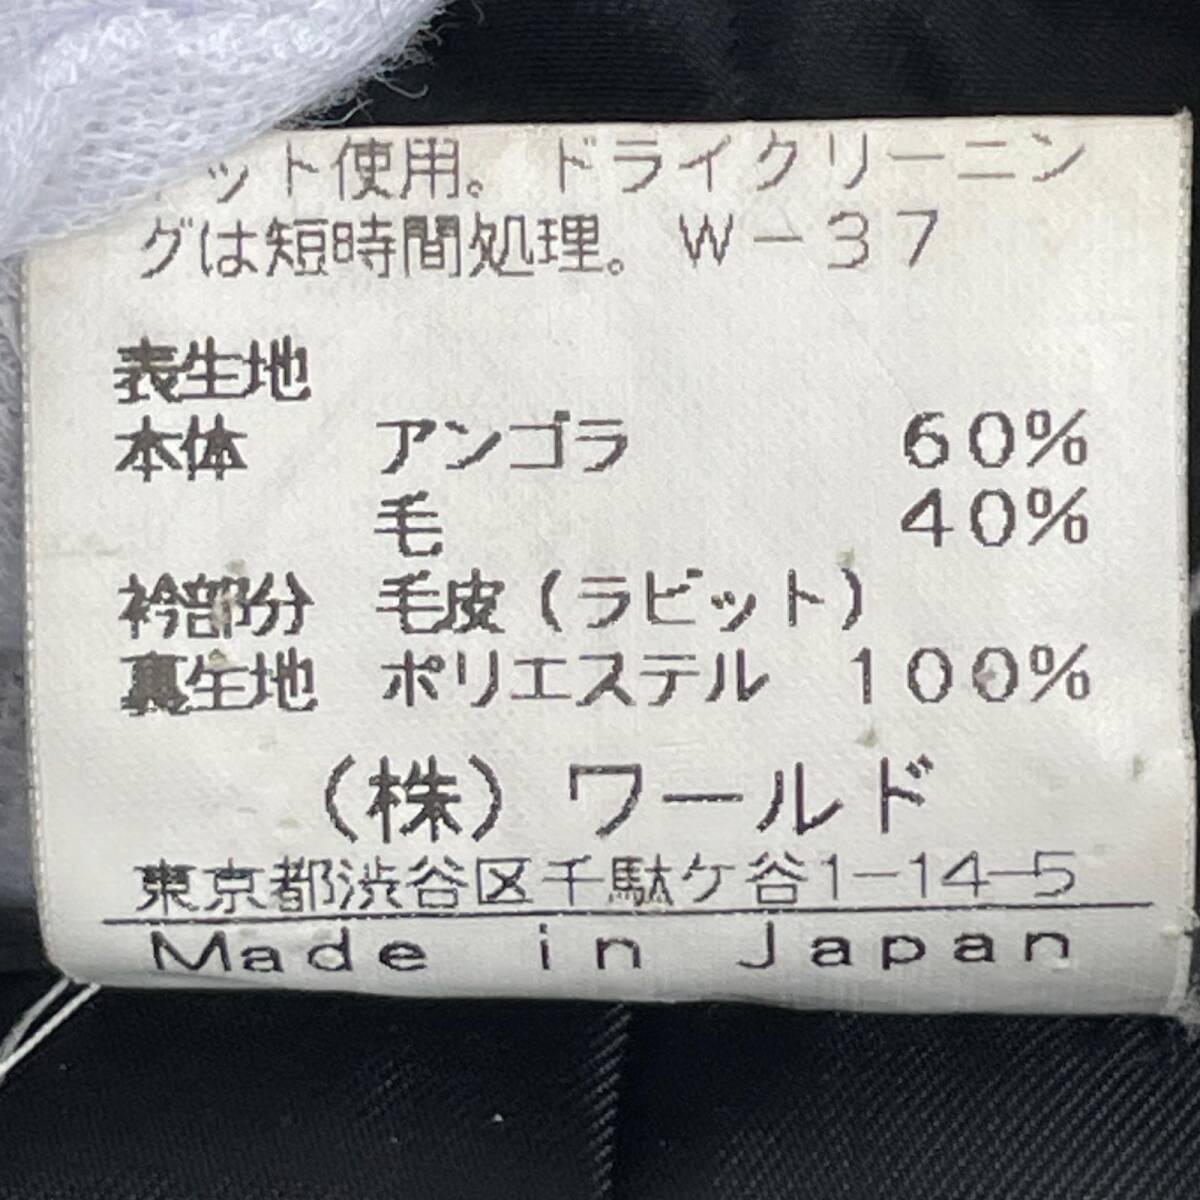 ット使用。ドライクリーニン
グは短時間処理。W-37
表生地
本体 アンゴラ 60%
毛 40%
衿部分 毛皮(ラビット)
裏生地 ポリエステル 100%
(株)ワールド
東京都渋谷区千駄ケ谷1-14-5
Made in Japan